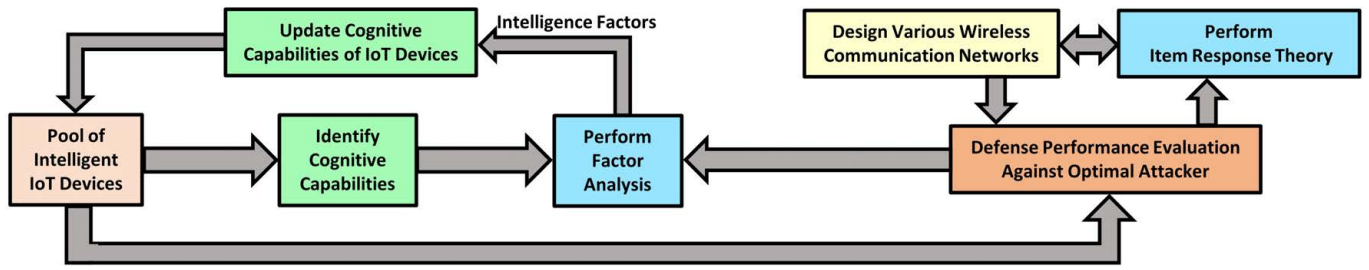 Update Cognitive
Capabilities of IoT Devices
Intelligence Factors
Design Various Wireless
Communication Networks
Perform
Item Response Theory
Pool of
Intelligent
IoT Devices
Identify
Cognitive
Capabilities
Perform
Factor
Analysis
Defense Performance Evaluation
Against Optimal Attacker